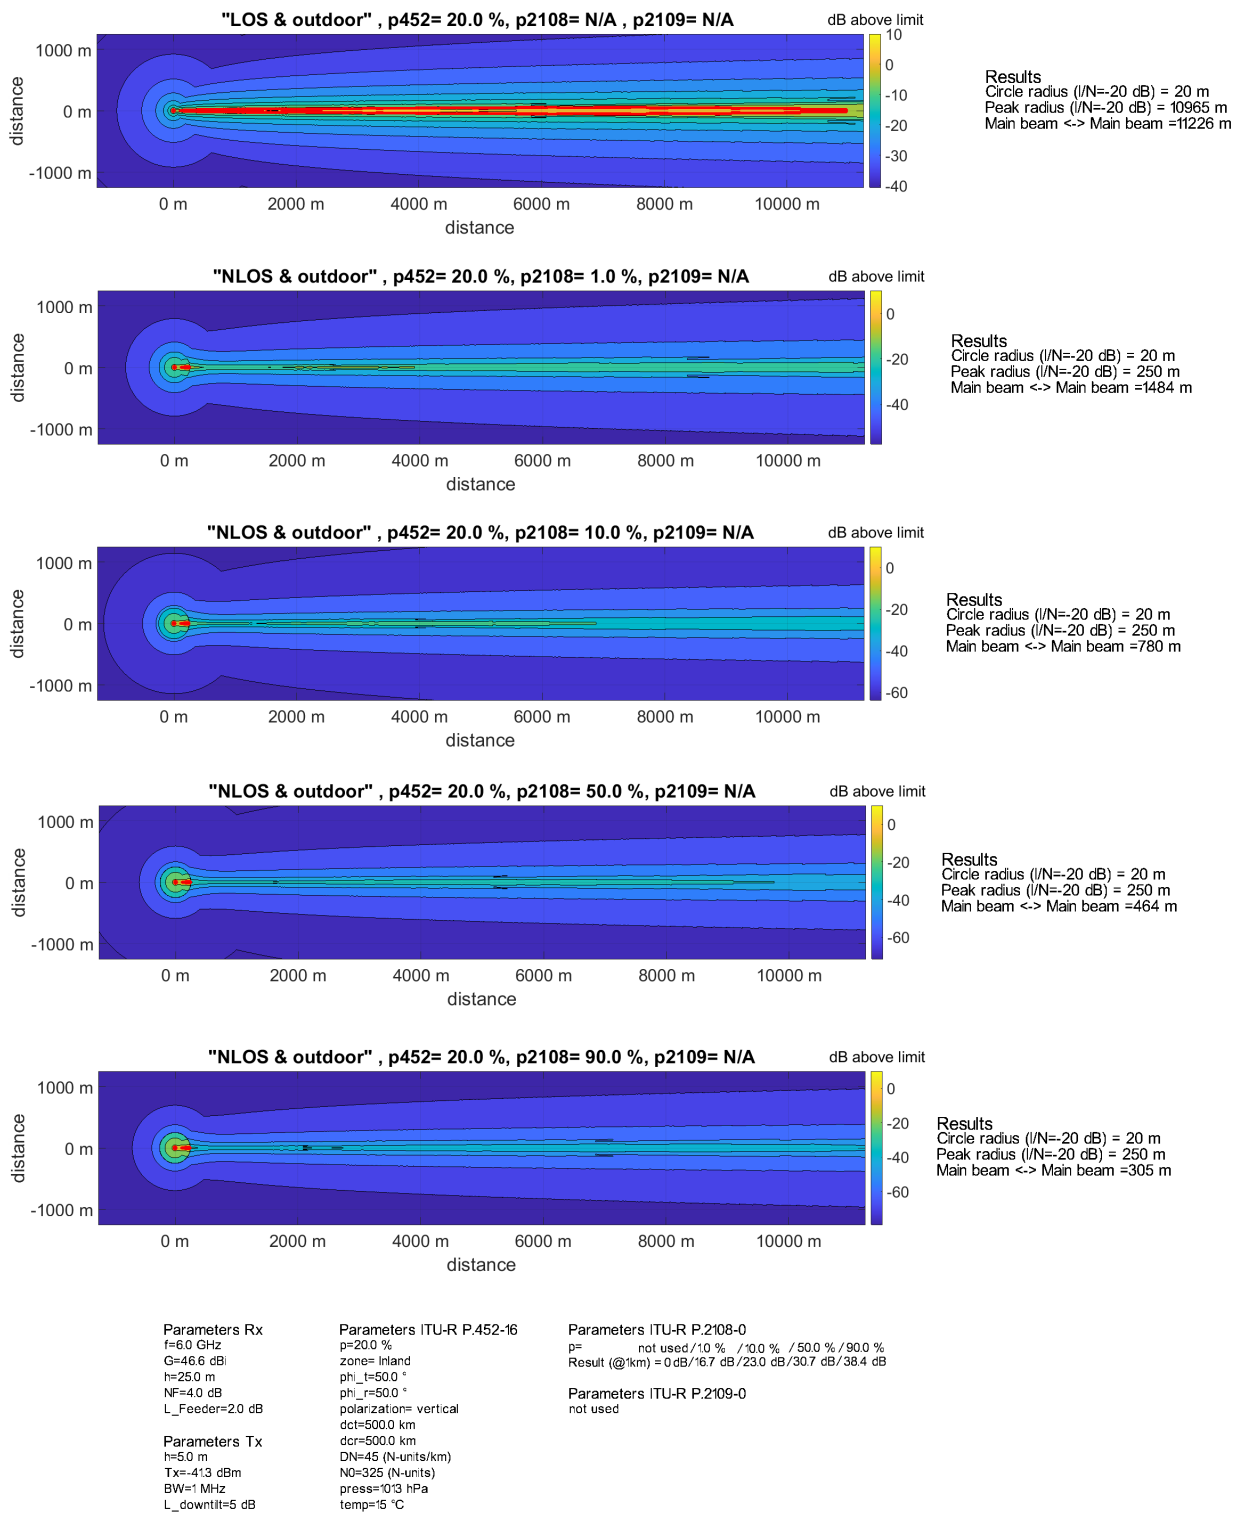 "LOS & outdoor" , p452= 20.0 %, p2108= N/A , p2109= N/A
dB above limit
1000 m
0 m
-1000 m
distance
0 m 2000 m 4000 m 6000 m 8000 m 10000 m
distance
10
0
-10
-20
-30
-40
Results
Circle radius (I/N=-20 dB) = 20 m
Peak radius (I/N=-20 dB) = 10965 m
Main beam <-> Main beam =11226 m
"NLOS & outdoor" , p452= 20.0 %, p2108= 1.0 %, p2109= N/A
dB above limit
1000 m
0 m
-1000 m
distance
0 m 2000 m 4000 m 6000 m 8000 m 10000 m
distance
0
-20
-40
Results
Circle radius (I/N=-20 dB) = 20 m
Peak radius (I/N=-20 dB) = 250 m
Main beam <-> Main beam =1484 m
"NLOS & outdoor" , p452= 20.0 %, p2108= 10.0 %, p2109= N/A
dB above limit
1000 m
0 m
-1000 m
distance
0 m 2000 m 4000 m 6000 m 8000 m 10000 m
distance
0
-20
-40
-60
Results
Circle radius (I/N=-20 dB) = 20 m
Peak radius (I/N=-20 dB) = 250 m
Main beam <-> Main beam =780 m
"NLOS & outdoor" , p452= 20.0 %, p2108= 50.0 %, p2109= N/A
dB above limit
1000 m
0 m
-1000 m
distance
0 m 2000 m 4000 m 6000 m 8000 m 10000 m
distance
0
-20
-40
-60
Results
Circle radius (I/N=-20 dB) = 20 m
Peak radius (I/N=-20 dB) = 250 m
Main beam <-> Main beam =464 m
"NLOS & outdoor" , p452= 20.0 %, p2108= 90.0 %, p2109= N/A
dB above limit
1000 m
0 m
-1000 m
distance
0 m 2000 m 4000 m 6000 m 8000 m 10000 m
distance
0
-20
-40
-60
Results
Circle radius (I/N=-20 dB) = 20 m
Peak radius (I/N=-20 dB) = 250 m
Main beam <-> Main beam =305 m
Parameters Rx
f=6.0 GHz
G=46.6 dBi
h=25.0 m
NF=4.0 dB
L_Feeder=2.0 dB
Parameters Tx
h=5.0 m
Tx=-41.3 dBm
BW=1 MHz
L_downtilt=5 dB
Parameters ITU-R P.452-16
p=20.0 %
zone= Inland
phi_t=50.0 °
phi_r=50.0 °
polarization= vertical
dct=500.0 km
dcr=500.0 km
DN=45 (N-units/km)
N0=325 (N-units)
press=1013 hPa
temp=15 °C
Parameters ITU-R P.2108-0
p= not used / 1.0 % / 10.0 % / 50.0 % / 90.0 %
Result (@1km) = 0 dB / 16.7 dB / 23.0 dB / 30.7 dB / 38.4 dB
Parameters ITU-R P.2109-0
not used